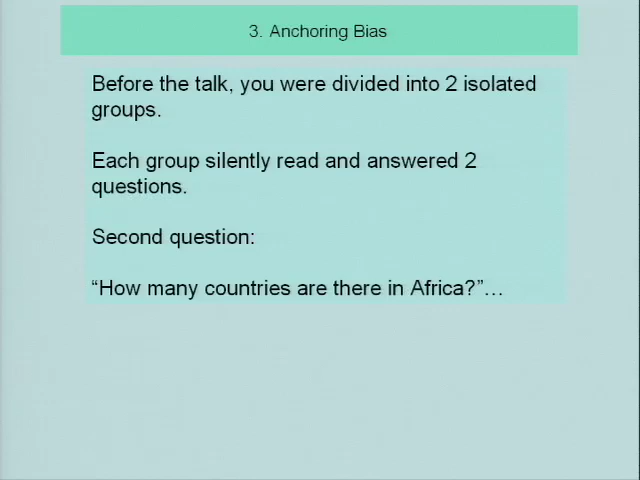 3. Anchoring Bias
Before the talk, you were divided into 2 isolated
groups.
Each group silently read and answered 2
questions.
Second question:
“How many countries are there in Africa?”…